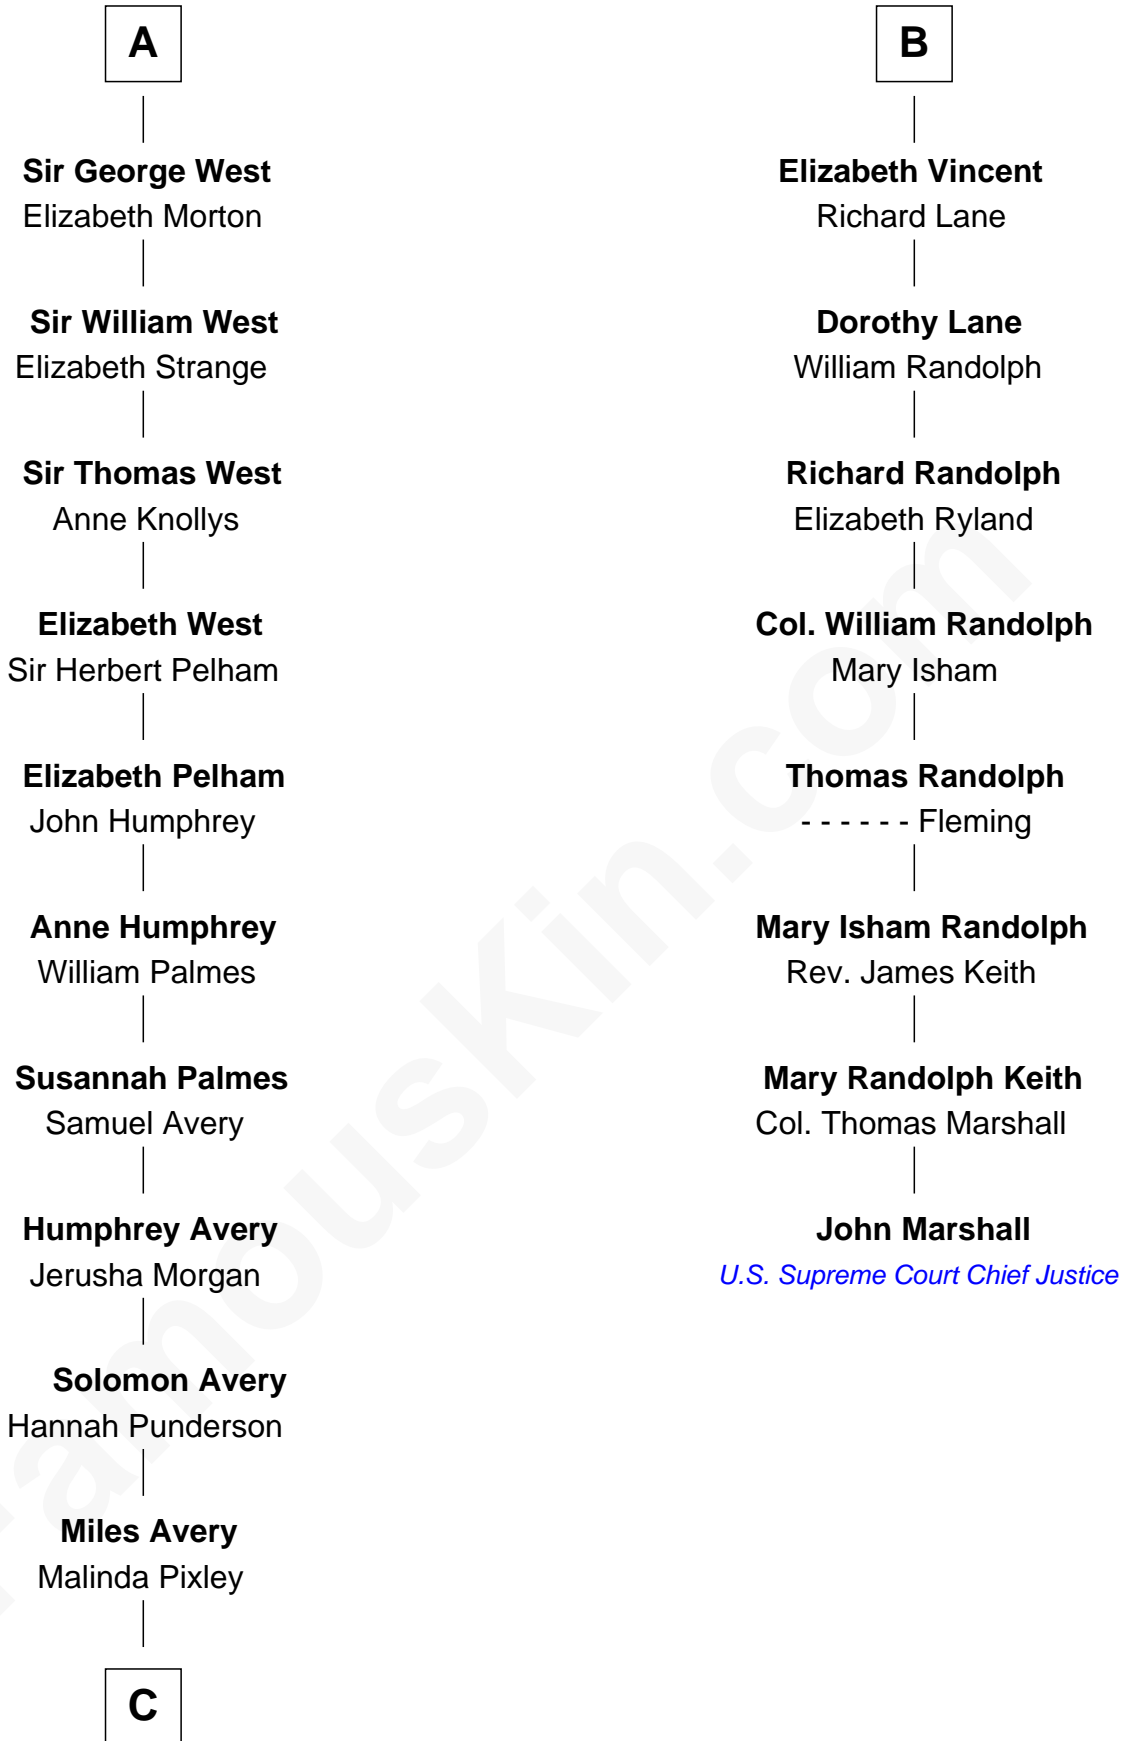 A
Sir George West
Elizabeth Morton
Sir William West
Elizabeth Strange
Sir Thomas West
Anne Knollys
Elizabeth West
Sir Herbert Pelham
Elizabeth Pelham
John Humphrey
Anne Humphrey
William Palmes
Susannah Palmes
Samuel Avery
Humphrey Avery
Jerusha Morgan
Solomon Avery
Hannah Punderson
Miles Avery
Malinda Pixley
C
B
Elizabeth Vincent
Richard Lane
Dorothy Lane
William Randolph
Richard Randolph
Elizabeth Ryland
Col. William Randolph
Mary Isham
Thomas Randolph
- - - - - - Fleming
Mary Isham Randolph
Rev. James Keith
Mary Randolph Keith
Col. Thomas Marshall
John Marshall
U.S. Supreme Court Chief Justice
FamousKin.com